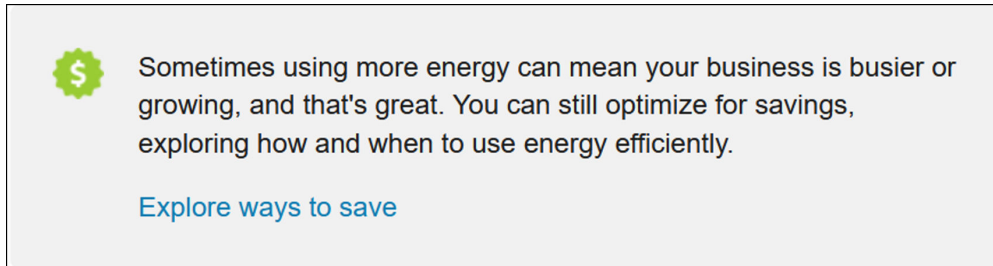 $
Sometimes using more energy can mean your business is busier or
growing, and that's great. You can still optimize for savings,
exploring how and when to use energy efficiently.
Explore ways to save